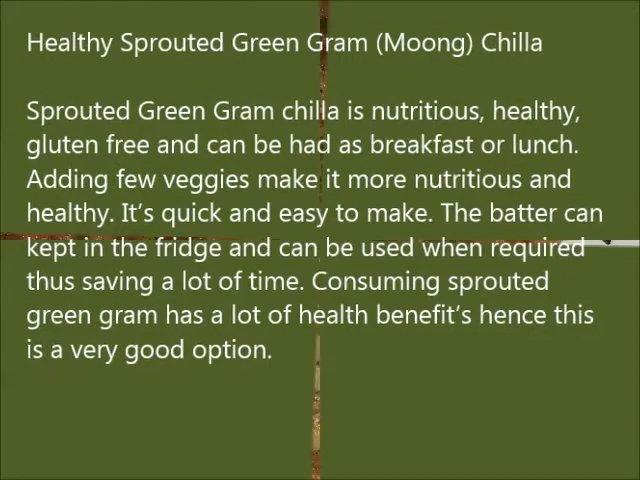 Healthy Sprouted Green Gram (Moong) Chilla
Sprouted Green Gram chilla is nutritious, healthy,
gluten free and can be had as breakfast or lunch.
Adding few veggies make it more nutritious and
healthy. It’s quick and easy to make. The batter can
kept in the fridge and can be used when required
thus saving a lot of time. Consuming sprouted
green gram has a lot of health benefit’s hence this
is a very good option.